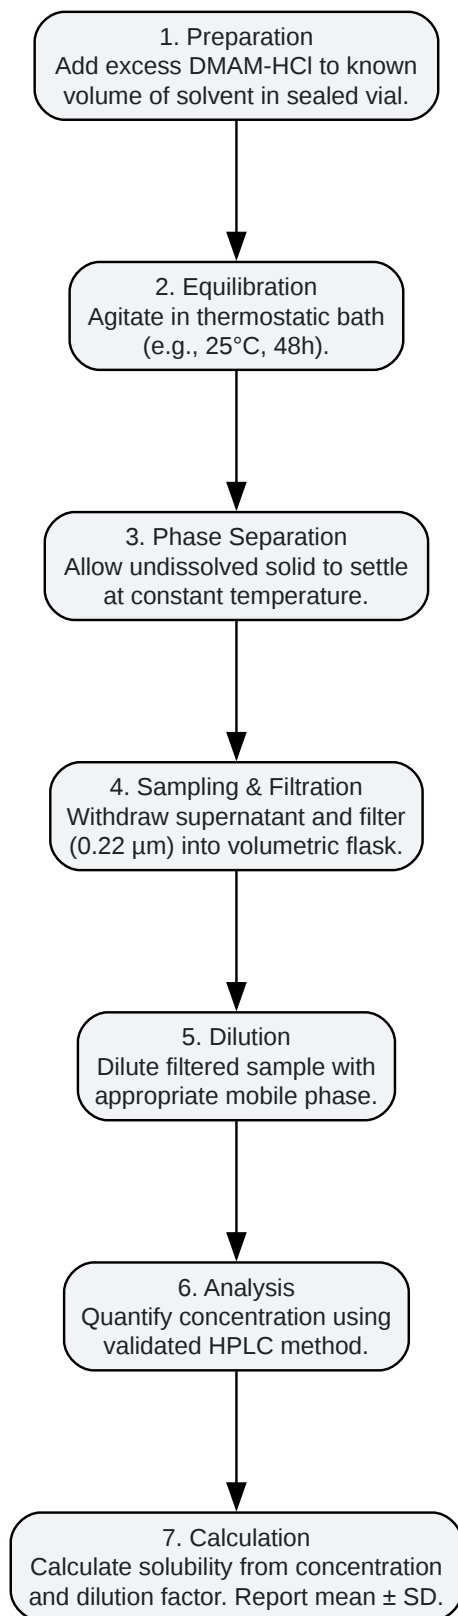 1. Preparation
Add excess DMAM-HCl to known
volume of solvent in sealed vial.
2. Equilibration
Agitate in thermostatic bath
(e.g., 25°C, 48h).
3. Phase Separation
Allow undissolved solid to settle
at constant temperature.
4. Sampling & Filtration
Withdraw supernatant and filter
(0.22 µm) into volumetric flask.
5. Dilution
Dilute filtered sample with
appropriate mobile phase.
6. Analysis
Quantify concentration using
validated HPLC method.
7. Calculation
Calculate solubility from concentration
and dilution factor. Report mean ± SD.